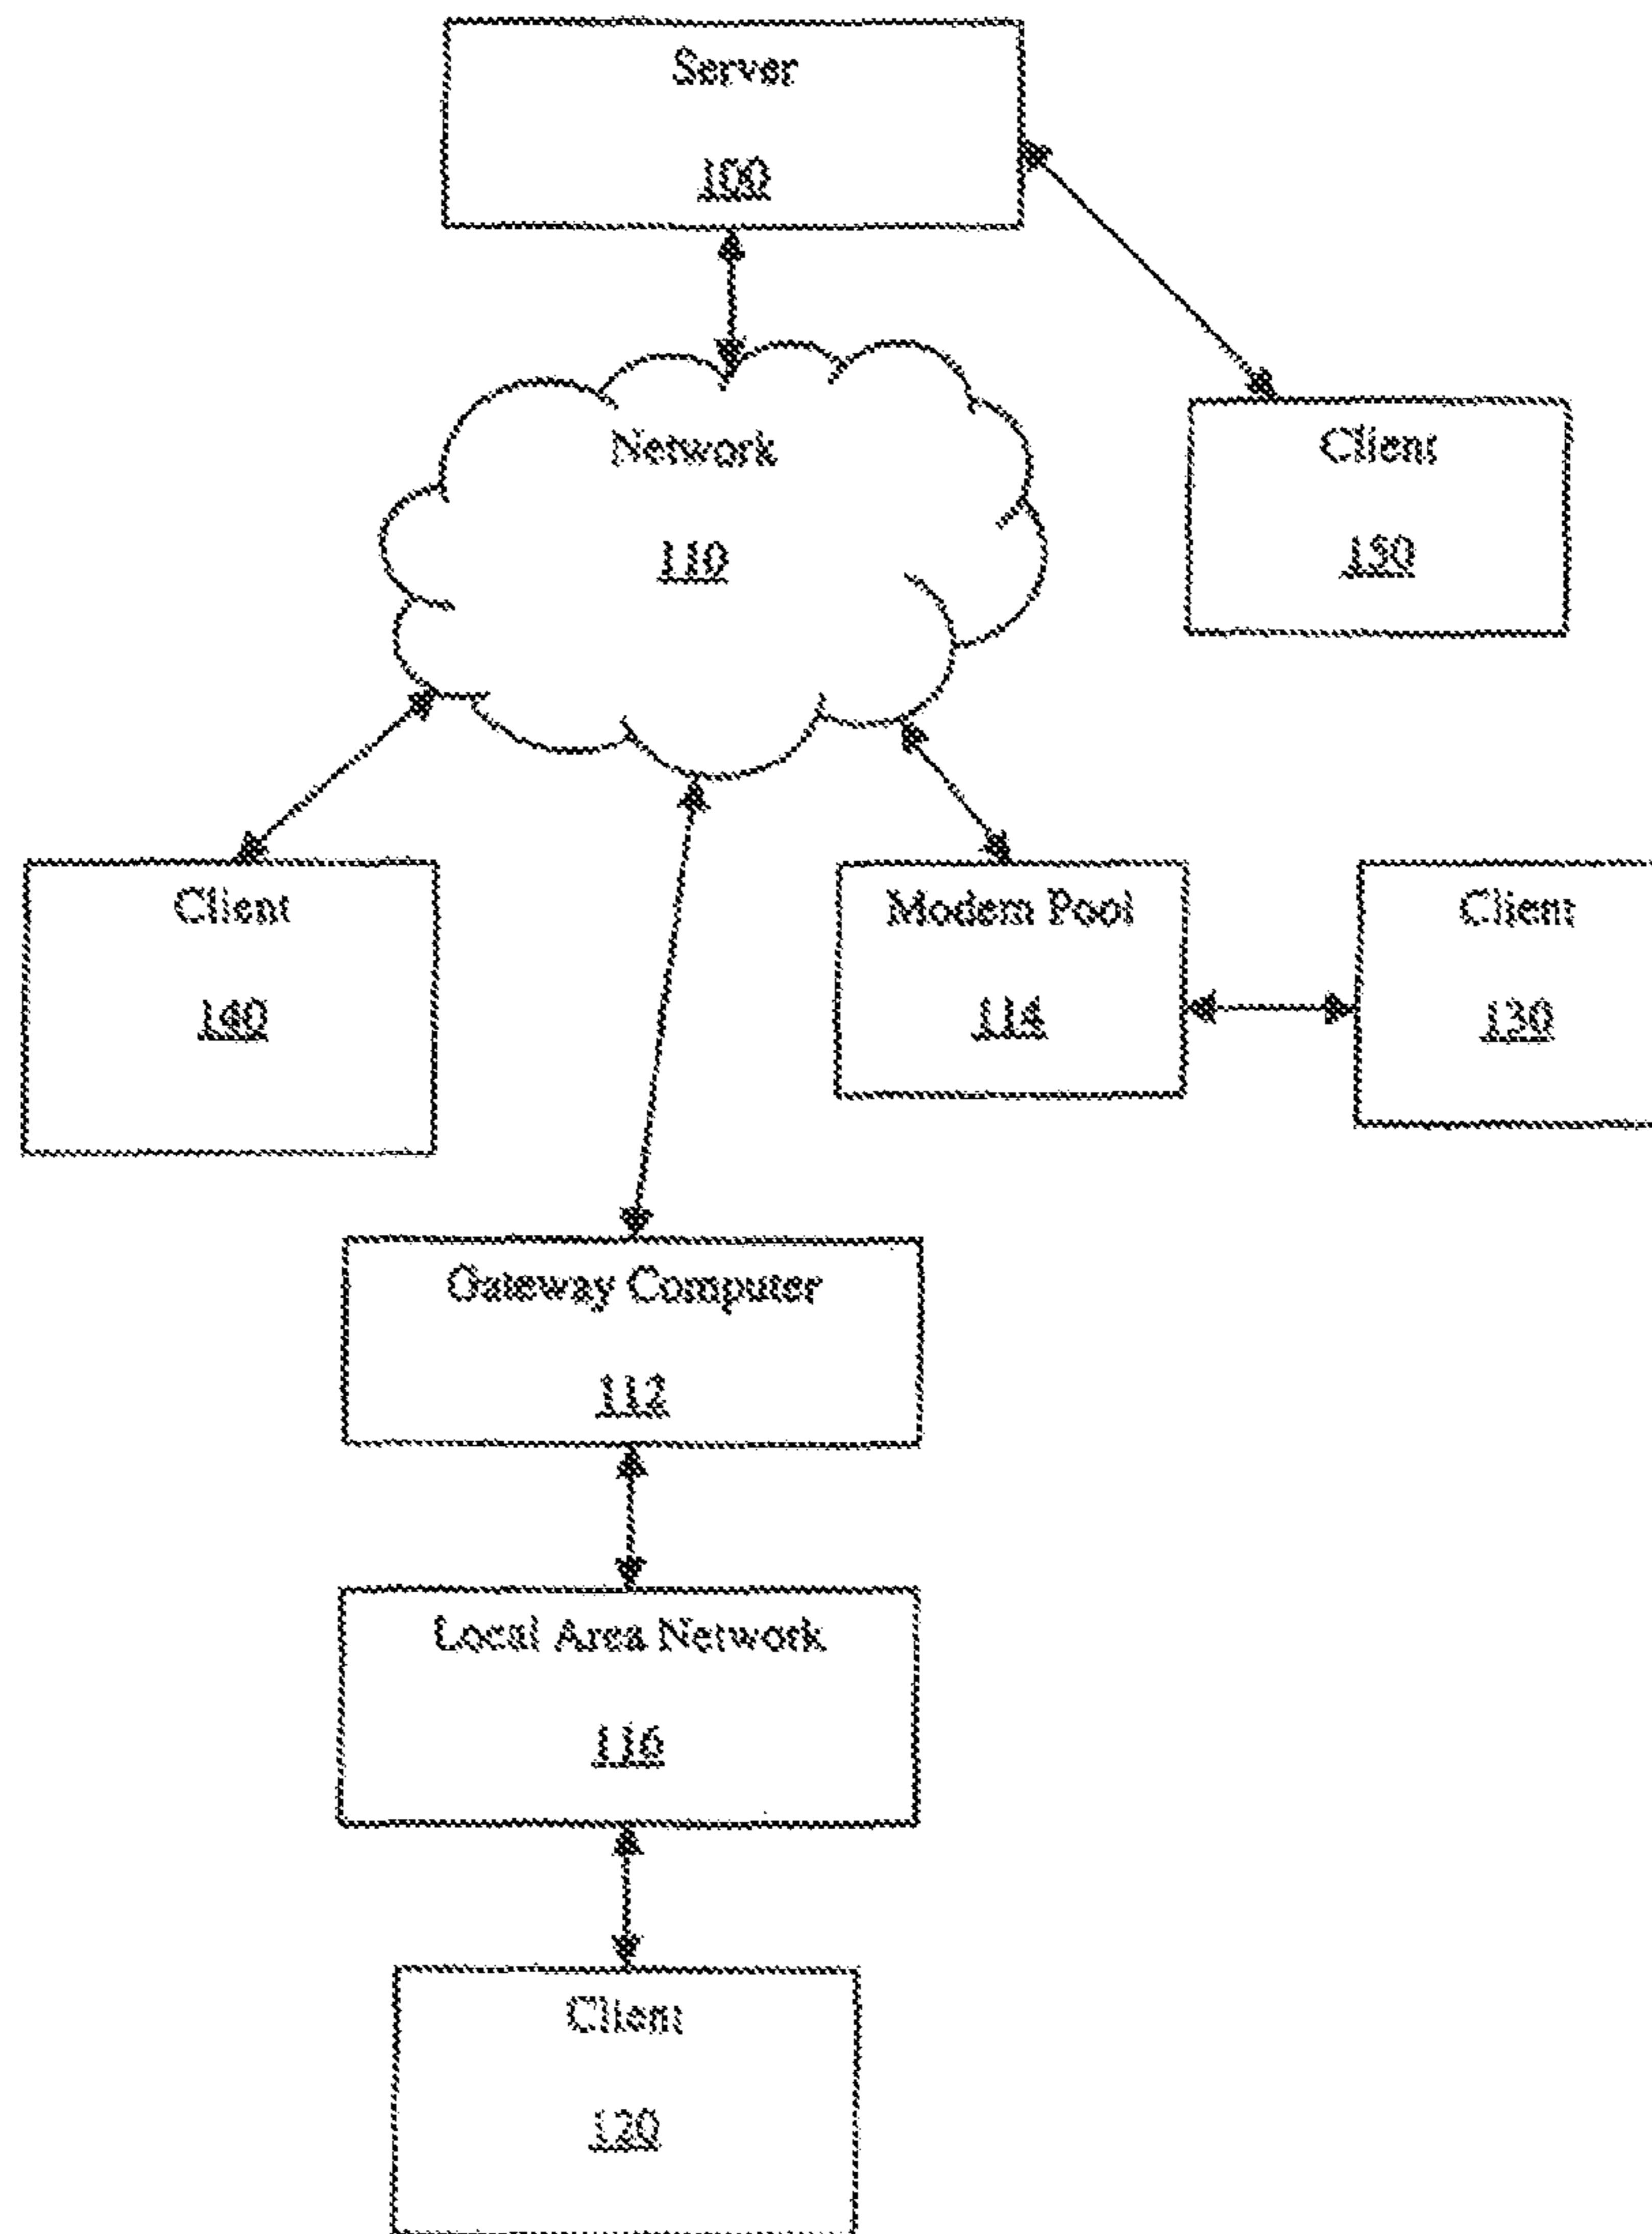 Server
100
Network
110
Client
150
Client
140
Modem Pool
114
Client
130
Gateway Computer
112
Local Area Network
116
Client
120